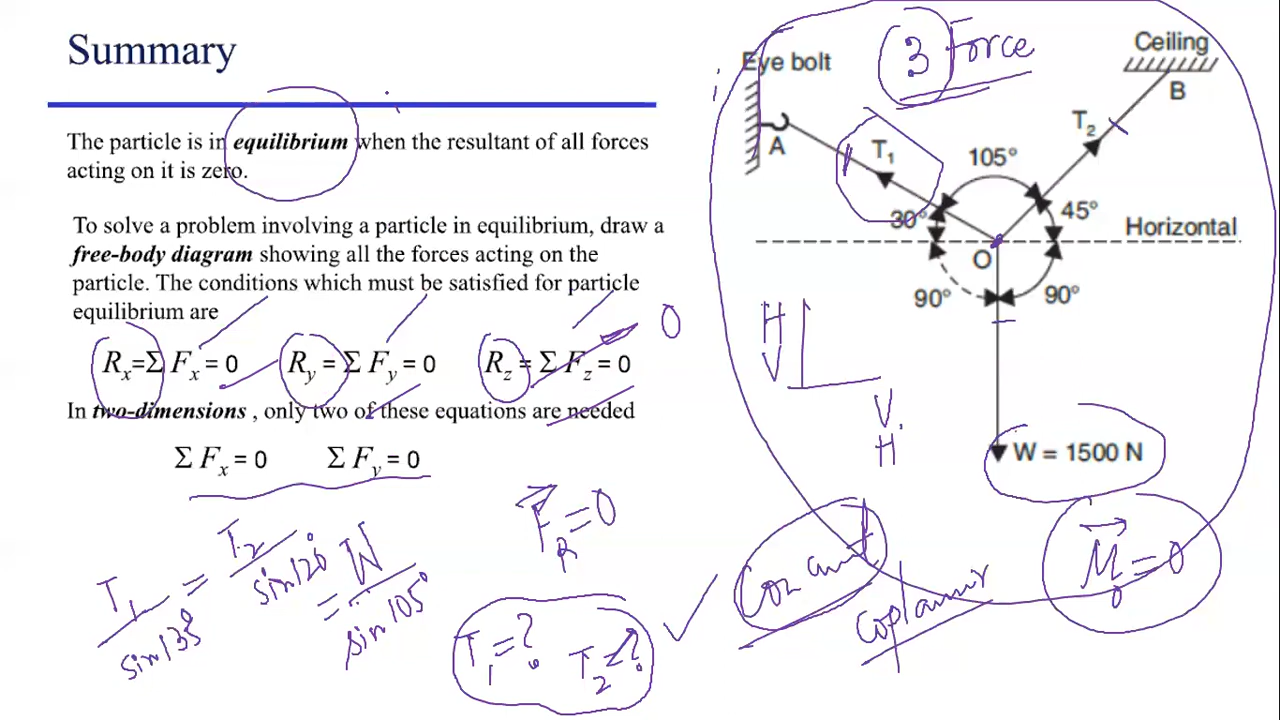 Summary
The particle is in equilibrium when the resultant of all forces
acting on it is zero.
To solve a problem involving a particle in equilibrium, draw a
free-body diagram showing all the forces acting on the
particle. The conditions which must be satisfied for particle
equilibrium are
Rx=Σ Fx = 0 Ry = Σ Fy = 0 Rz = Σ Fz = 0
0
In two-dimensions , only two of these equations are needed
Σ Fx = 0 Σ Fy = 0
T1/sin135° = T2/sin120° = W/sin105°
FR = 0
T1 = ? T2 = ?
3 Force
Eye bolt
Ceiling
A
B
T1
T2
105°
30°
45°
Horizontal
O
90°
90°
H
V
V.
H
W = 1500 N
Coplanar
Mo = 0